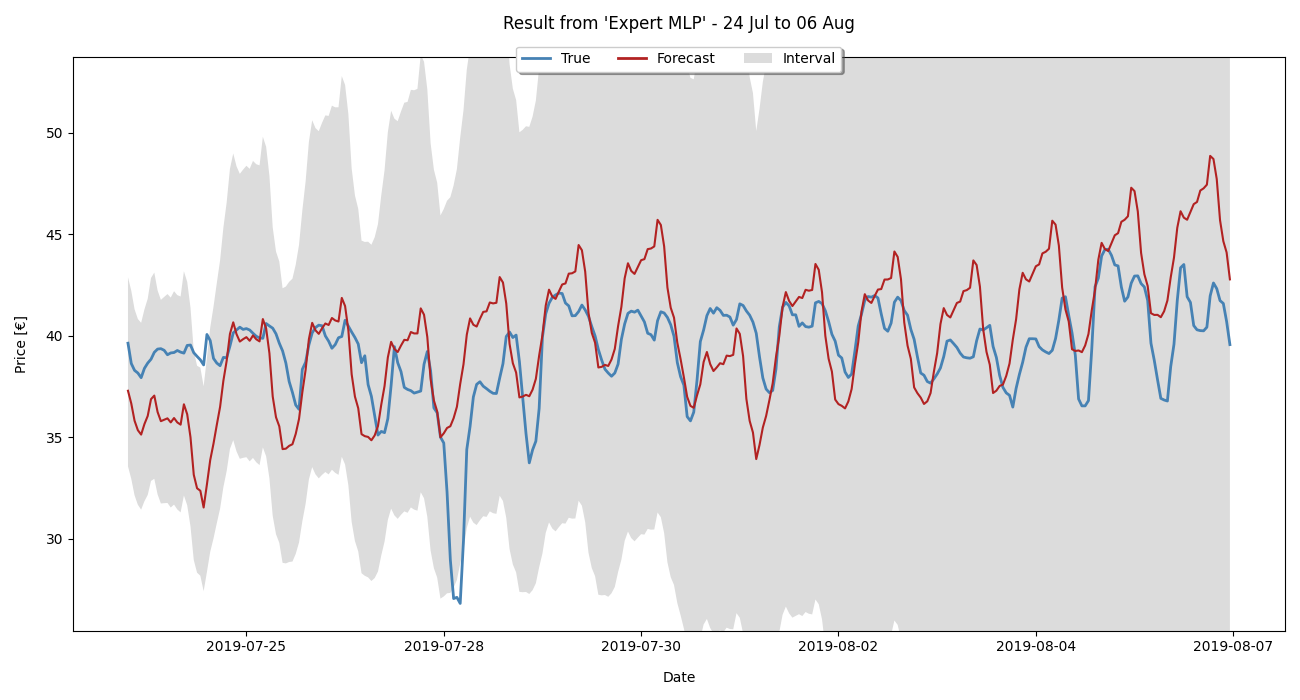 Result from 'Expert MLP' - 24 Jul to 06 Aug
True Forecast Interval
Price [€]
50
45
40
35
30
2019-07-25 2019-07-28 2019-07-30 2019-08-02 2019-08-04 2019-08-07
Date